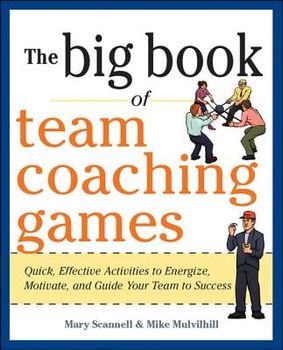 The big book
of
team
coaching
games
Quick, Effective Activities to Energize,
Motivate, and Guide Your Team to Success
Mary Scannell & Mike Mulvilhill